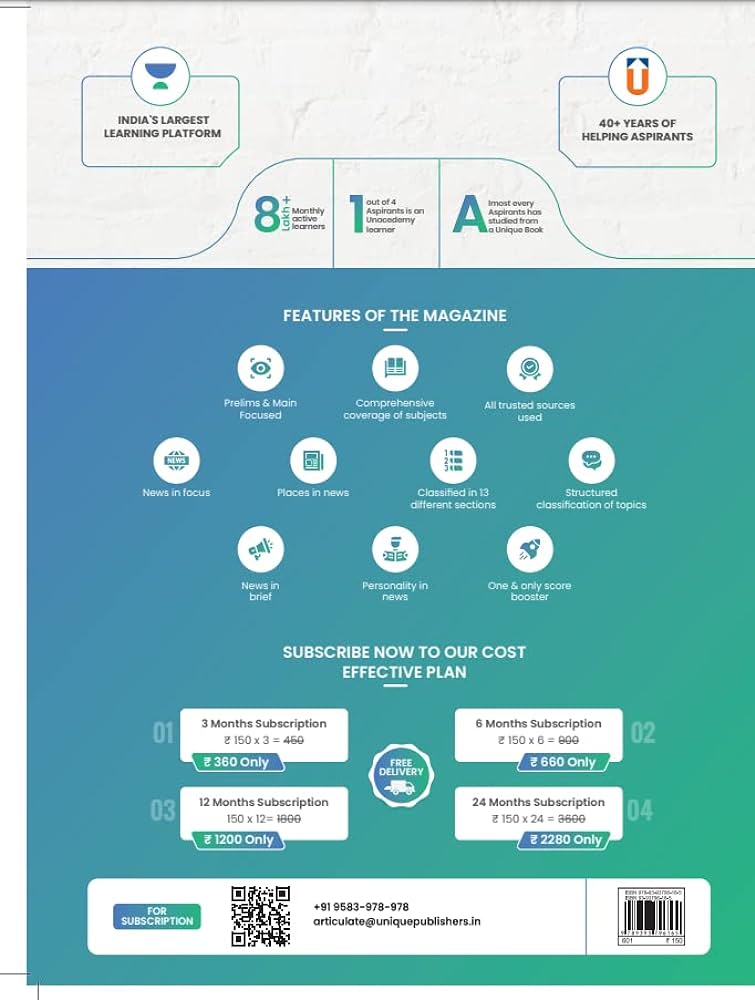 INDIA'S LARGEST
LEARNING PLATFORM
40+ YEARS OF
HELPING ASPIRANTS
8 Lakh+ Monthly
active
learners
1 out of 4
Aspirants is an
Unacedemy
learner
Almost every
Aspirants has
studied from
a Unique Book
FEATURES OF THE MAGAZINE
Prelims & Main
Focused
Comprehensive
coverage of subjects
All trusted sources
used
NEWS
News in focus
Places in news
1
2
3
Classified in 13
different sections
Structured
classification of topics
News in
brief
Personality in
news
One & only score
booster
SUBSCRIBE NOW TO OUR COST
EFFECTIVE PLAN
01
3 Months Subscription
₹ 150 x 3 = 450
₹ 360 Only
6 Months Subscription
₹ 150 x 6 = 900
₹ 660 Only
02
FREE
DELIVERY
03
12 Months Subscription
150 x 12= 1800
₹ 1200 Only
24 Months Subscription
₹ 150 x 24 = 3600
₹ 2280 Only
04
FOR
SUBSCRIPTION
+91 9583-978-978
articulate@uniquepublishers.in
601 ₹ 150